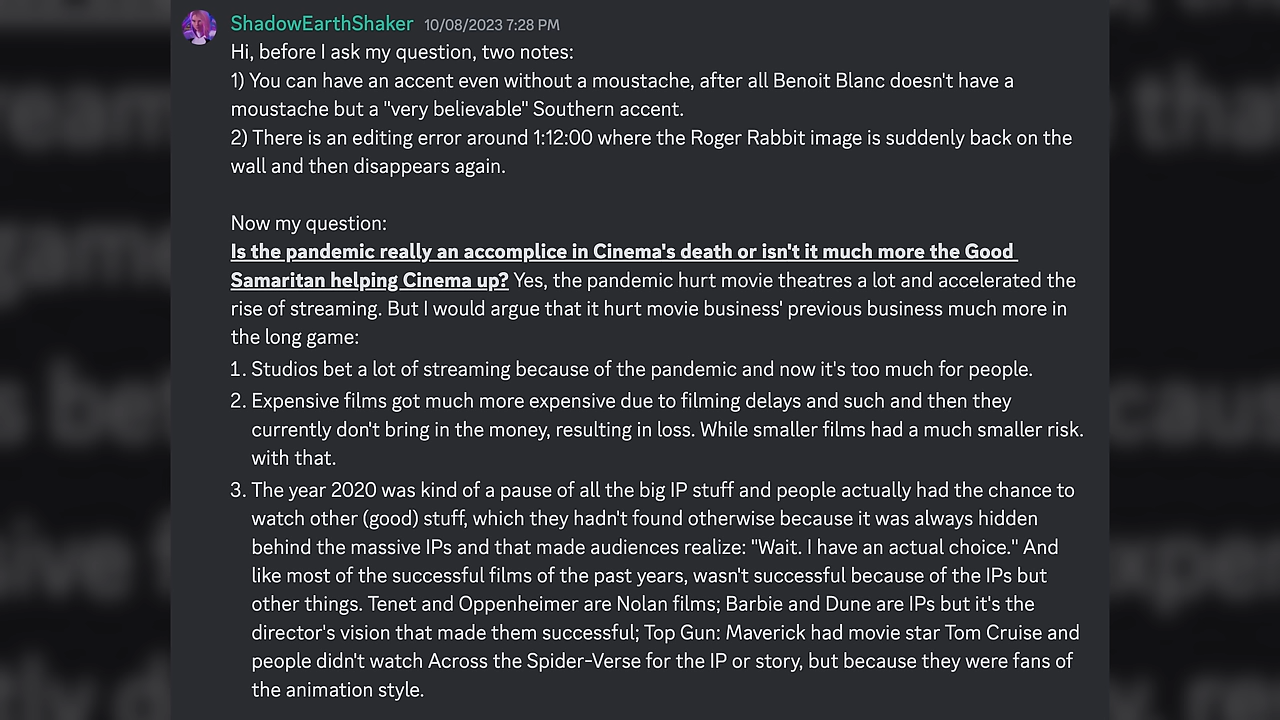 ShadowEarthShaker 10/08/2023 7:28 PM
Hi, before I ask my question, two notes:
1) You can have an accent even without a moustache, after all Benoit Blanc doesn't have a
moustache but a "very believable" Southern accent.
2) There is an editing error around 1:12:00 where the Roger Rabbit image is suddenly back on the
wall and then disappears again.
Now my question:
Is the pandemic really an accomplice in Cinema's death or isn't it much more the Good
Samaritan helping Cinema up? Yes, the pandemic hurt movie theatres a lot and accelerated the
rise of streaming. But I would argue that it hurt movie business' previous business much more in
the long game:
1. Studios bet a lot of streaming because of the pandemic and now it's too much for people.
2. Expensive films got much more expensive due to filming delays and such and then they
currently don't bring in the money, resulting in loss. While smaller films had a much smaller risk.
with that.
3. The year 2020 was kind of a pause of all the big IP stuff and people actually had the chance to
watch other (good) stuff, which they hadn't found otherwise because it was always hidden
behind the massive IPs and that made audiences realize: "Wait. I have an actual choice." And
like most of the successful films of the past years, wasn't successful because of the IPs but
other things. Tenet and Oppenheimer are Nolan films; Barbie and Dune are IPs but it's the
director's vision that made them successful; Top Gun: Maverick had movie star Tom Cruise and
people didn't watch Across the Spider-Verse for the IP or story, but because they were fans of
the animation style.